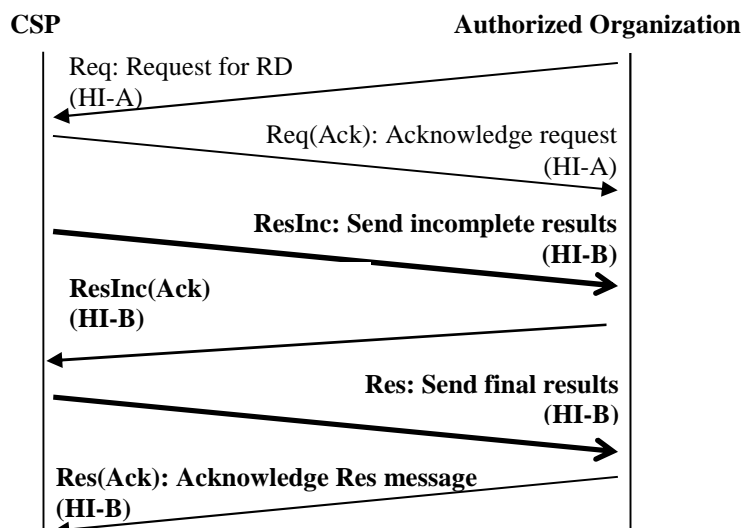 CSP
Authorized Organization
Req: Request for RD
(HI-A)
Req(Ack): Acknowledge request
(HI-A)
ResInc: Send incomplete results
(HI-B)
ResInc(Ack)
(HI-B)
Res: Send final results
(HI-B)
Res(Ack): Acknowledge Res message
(HI-B)